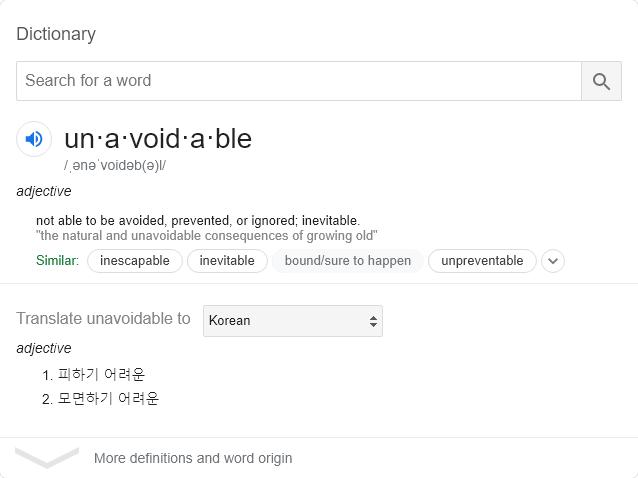 Dictionary
Search for a word
un·a·void·a·ble
/ˌənəˈvoidəb(ə)l/
adjective
not able to be avoided, prevented, or ignored; inevitable.
"the natural and unavoidable consequences of growing old"
Similar: inescapable inevitable bound/sure to happen unpreventable
Translate unavoidable to Korean
adjective
1. 피하기 어려운
2. 모면하기 어려운
More definitions and word origin